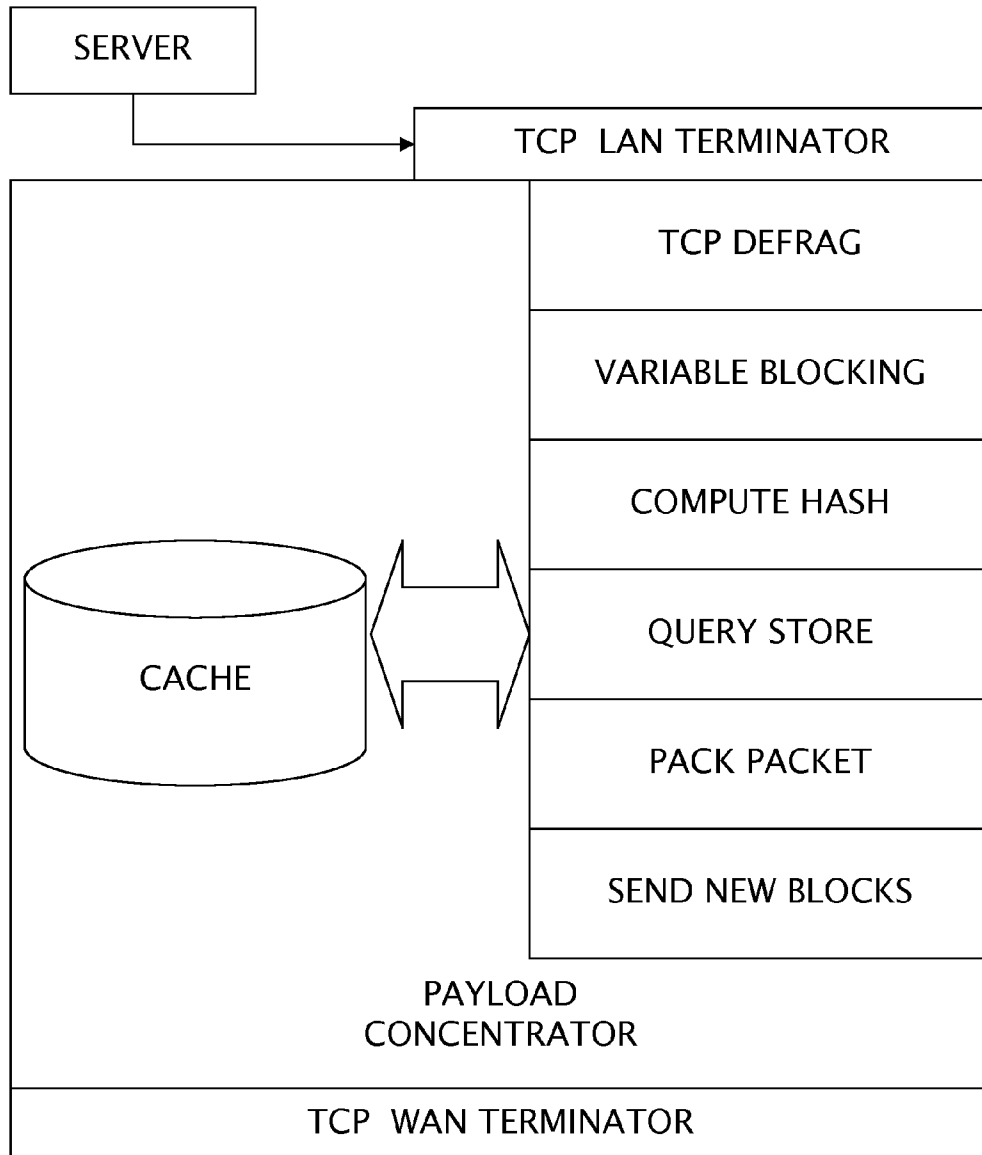 SERVER
TCP LAN TERMINATOR
TCP DEFRAG
VARIABLE BLOCKING
COMPUTE HASH
QUERY STORE
CACHE
PACK PACKET
SEND NEW BLOCKS
PAYLOAD
CONCENTRATOR
TCP WAN TERMINATOR